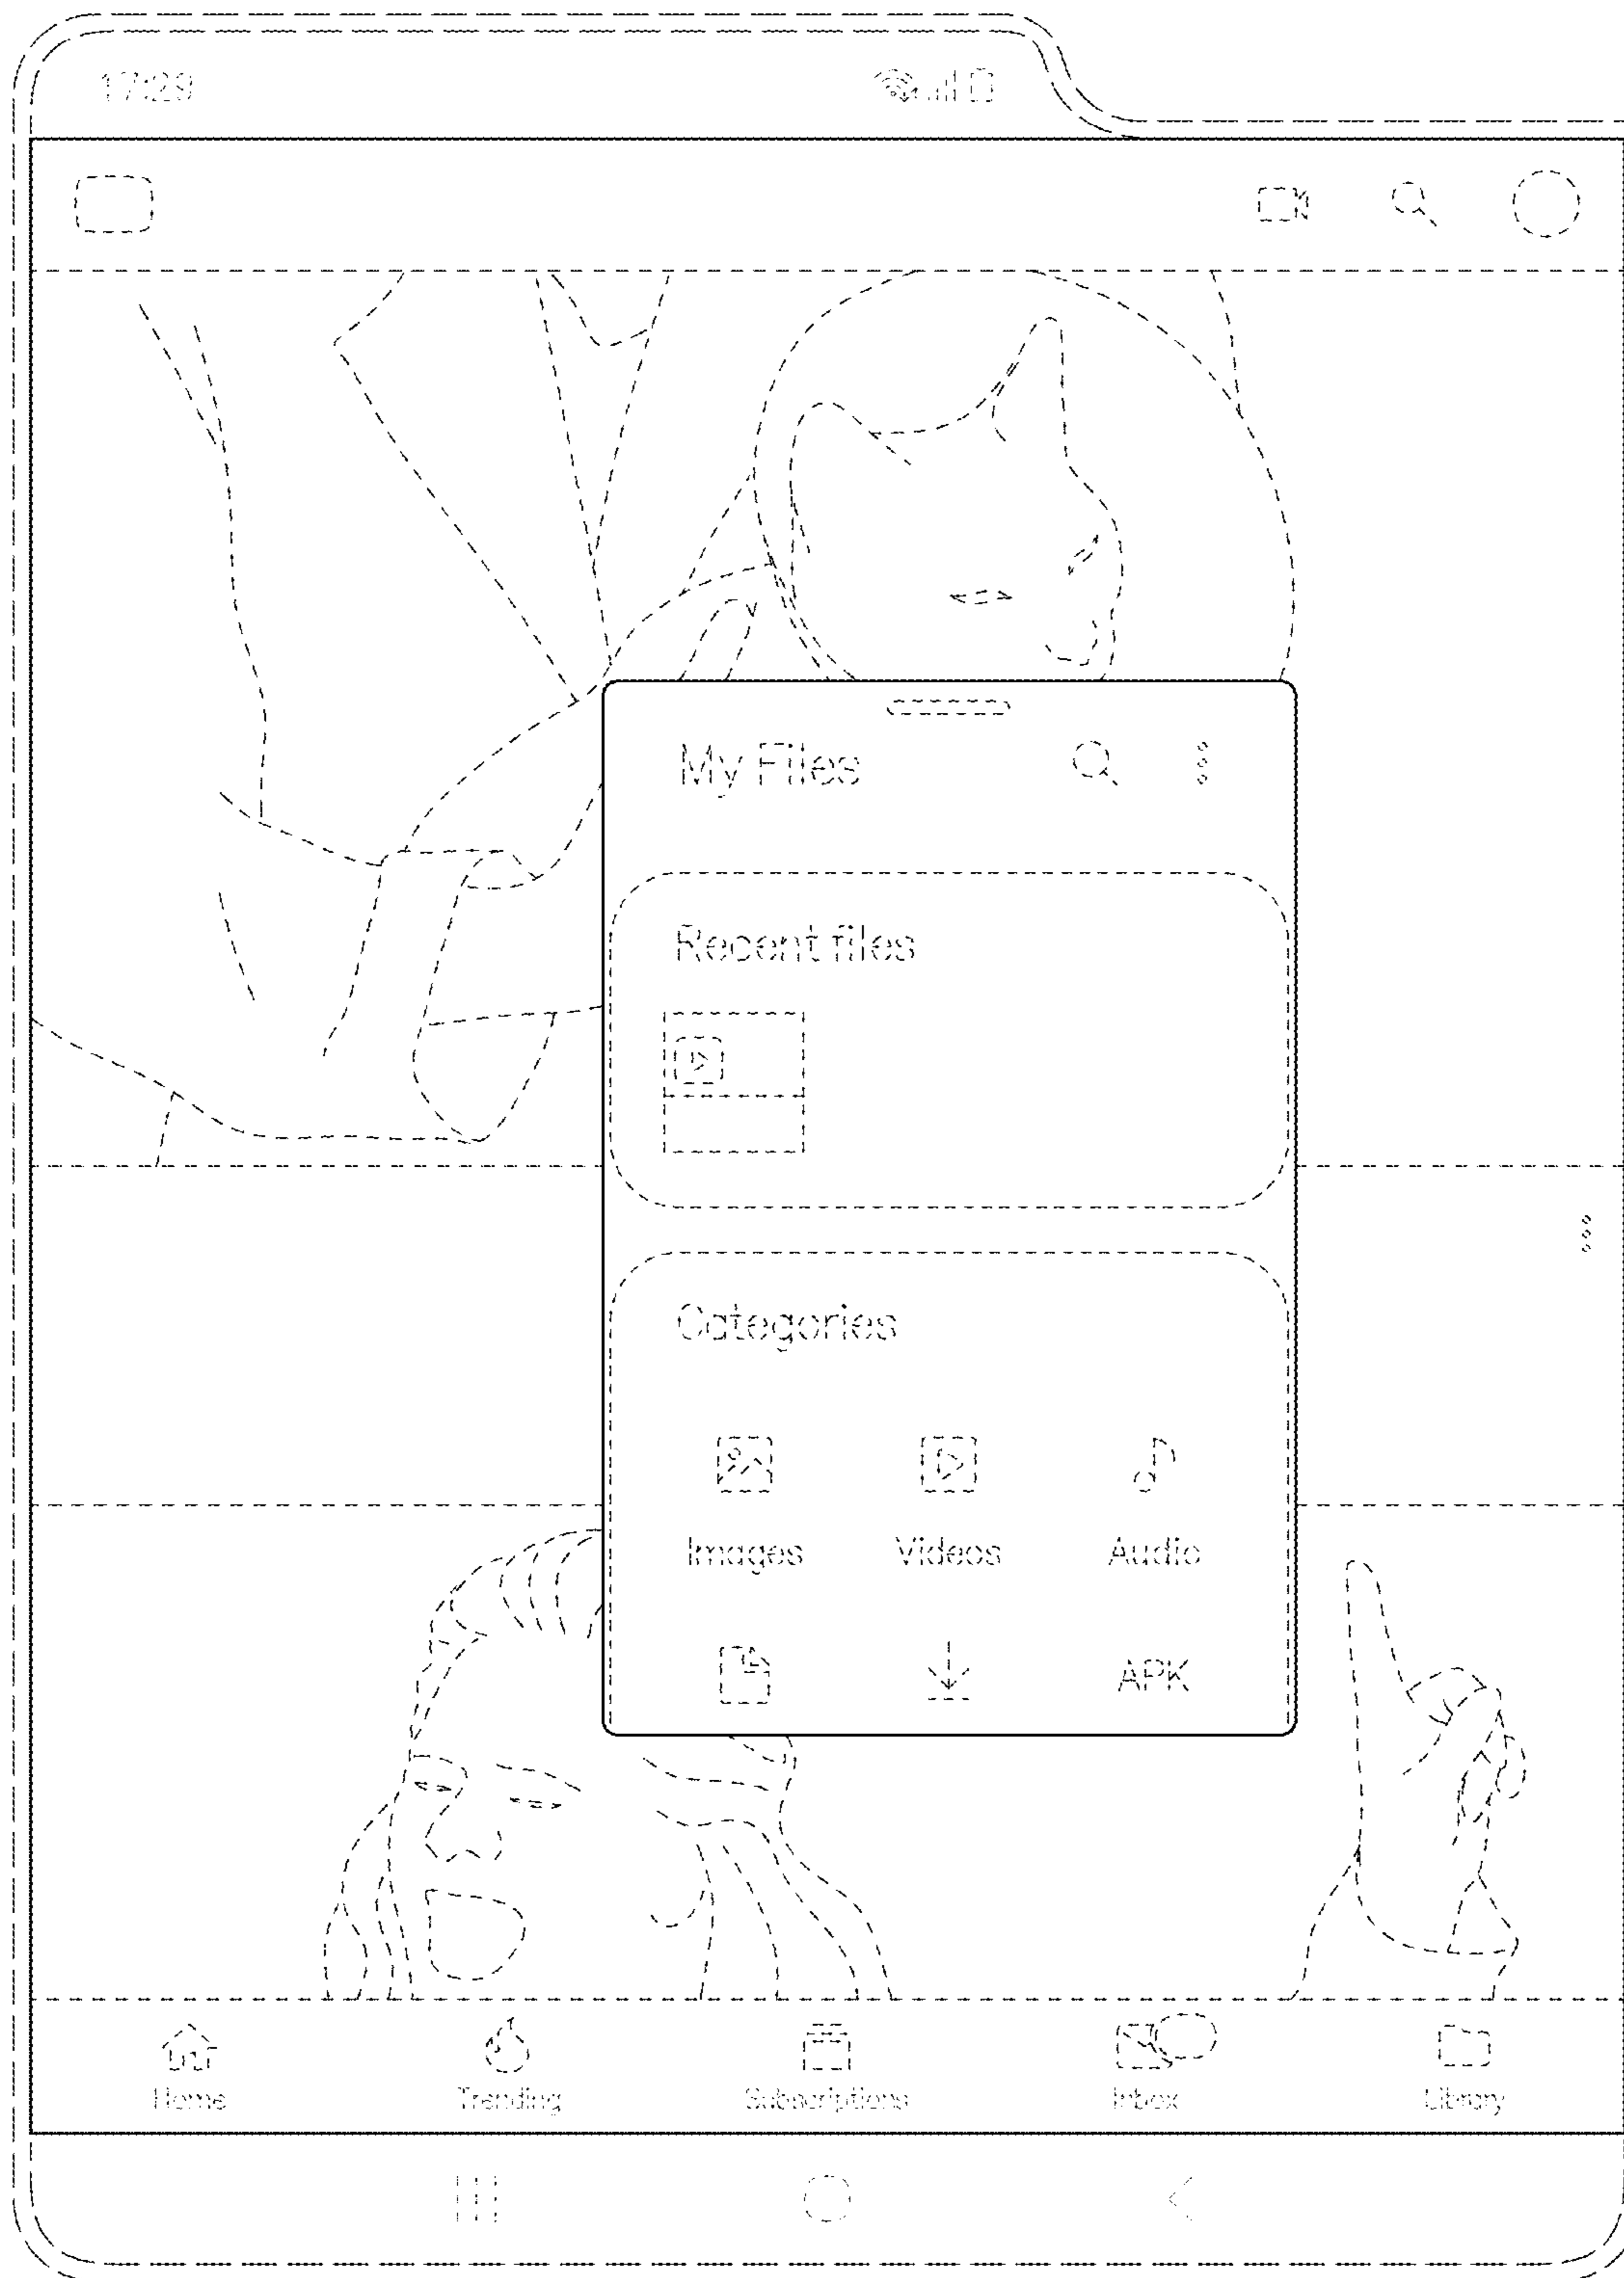 17:29
My Files
Recent files
Categories
Images Videos Audio
APK
Home Trending Subscriptions Inbox Library